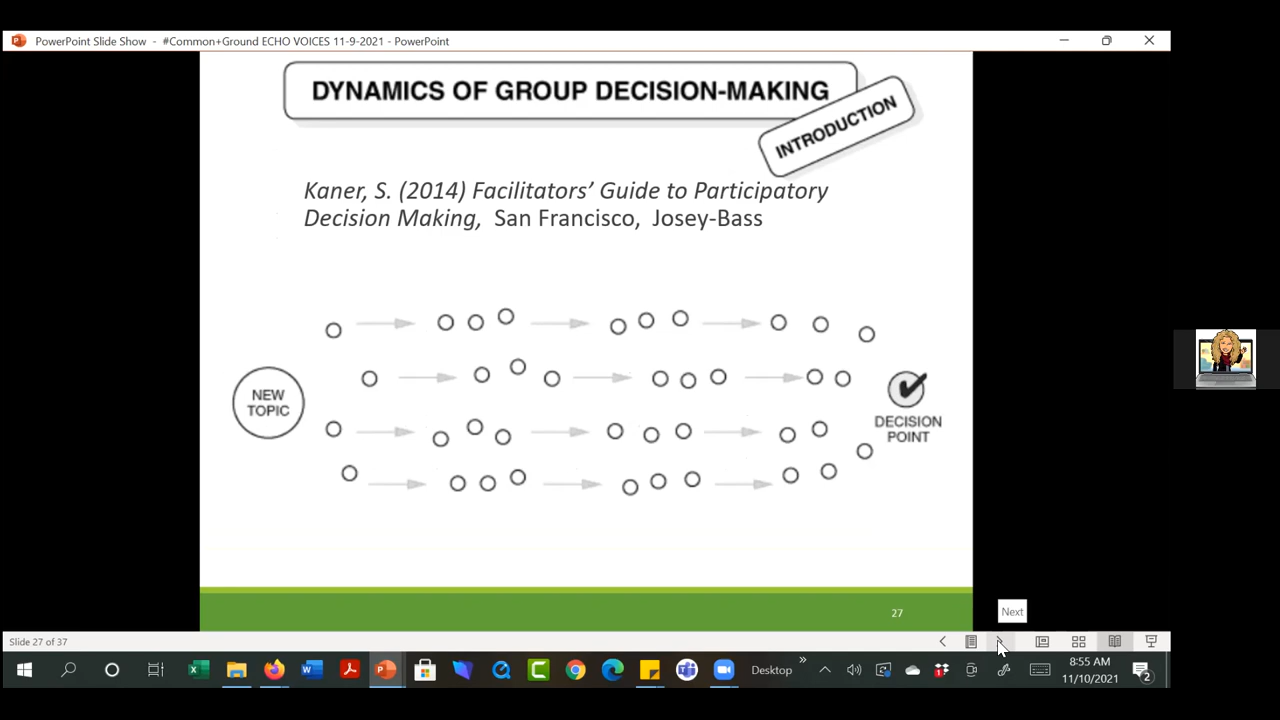 PowerPoint Slide Show - #Common+Ground ECHO VOICES 11-9-2021 - PowerPoint
DYNAMICS OF GROUP DECISION-MAKING
INTRODUCTION
Kaner, S. (2014) Facilitators’ Guide to Participatory
Decision Making, San Francisco, Josey-Bass
NEW
TOPIC
DECISION
POINT
27
Next
Slide 27 of 37
Desktop
8:55 AM
11/10/2021
2